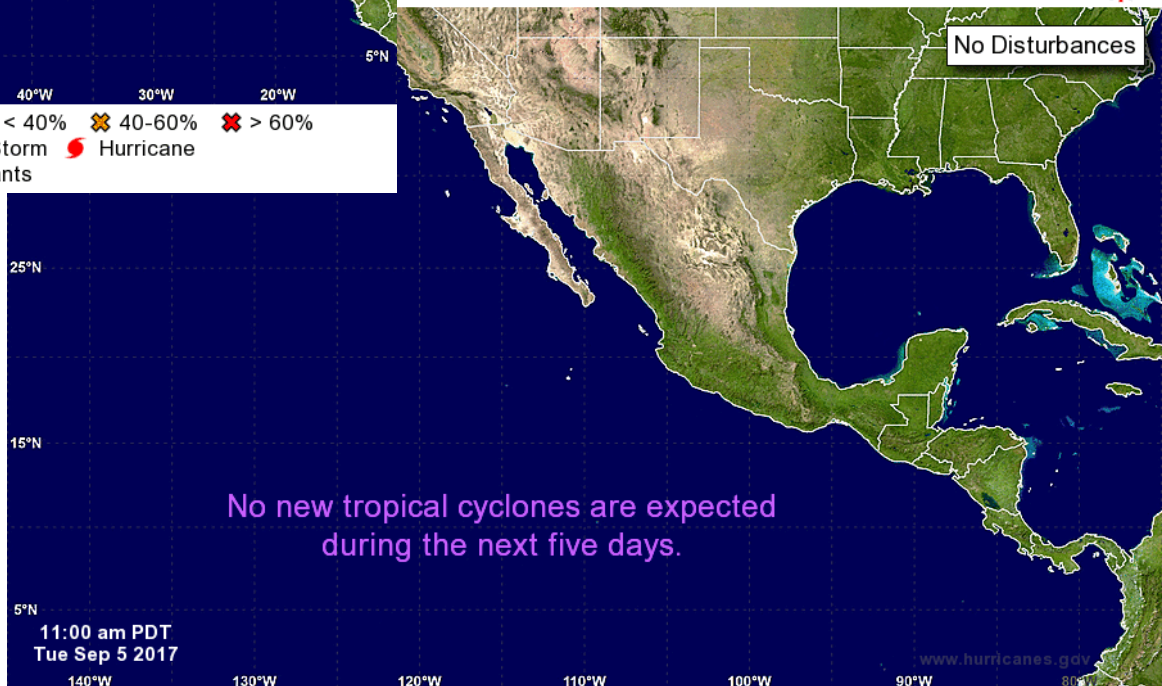 5°N
40°W 30°W 20°W
< 40% 40-60% > 60%
Storm Hurricane
nts
No Disturbances
25°N
15°N
No new tropical cyclones are expected
during the next five days.
5°N
11:00 am PDT
Tue Sep 5 2017
www.hurricanes.gov
140°W 130°W 120°W 110°W 100°W 90°W 80°W